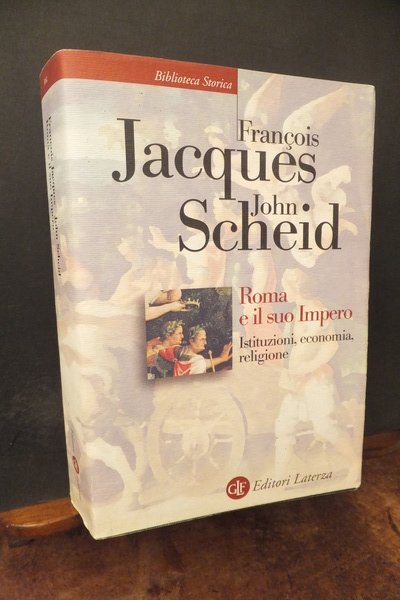 Biblioteca Storica
François
Jacques
John
Scheid
Roma
e il suo Impero
Istituzioni, economia,
religione
GLF Editori Laterza